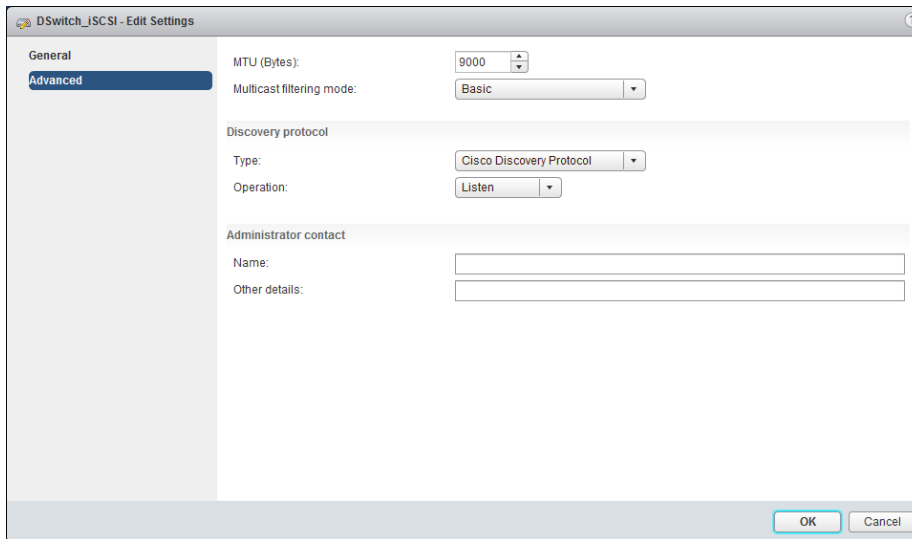 DSwitch_iSCSI - Edit Settings
General
Advanced
MTU (Bytes): 9000
Multicast filtering mode: Basic
Discovery protocol
Type: Cisco Discovery Protocol
Operation: Listen
Administrator contact
Name:
Other details:
OK Cancel